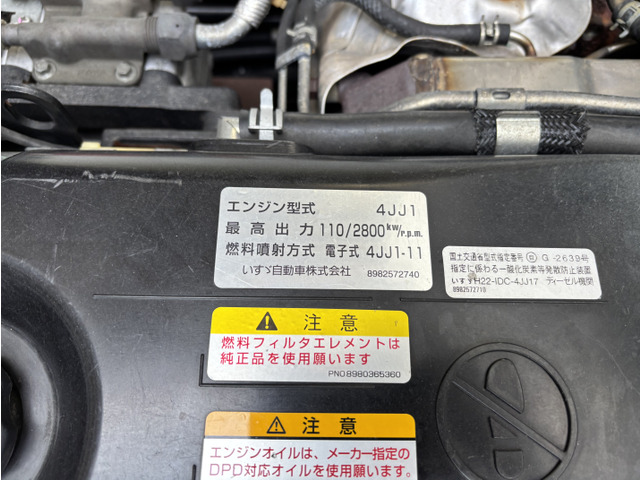 エンジン型式 4JJ1
最高出力 110/2800 kw/r.p.m.
燃料噴射方式 電子式 4JJ1-11
いすゞ自動車株式会社 8982572740
国土交通省型式指定番号 G-2639号
指定に係わる一酸化炭素等発散防止装置
いすゞH22-IDC-4JJ17 ディーゼル機関
8982572710
注意
燃料フィルタエレメントは
純正品を使用願います
PNO.8980365360
注意
エンジンオイルは、メーカー指定の
DPD対応オイルを使用願います。